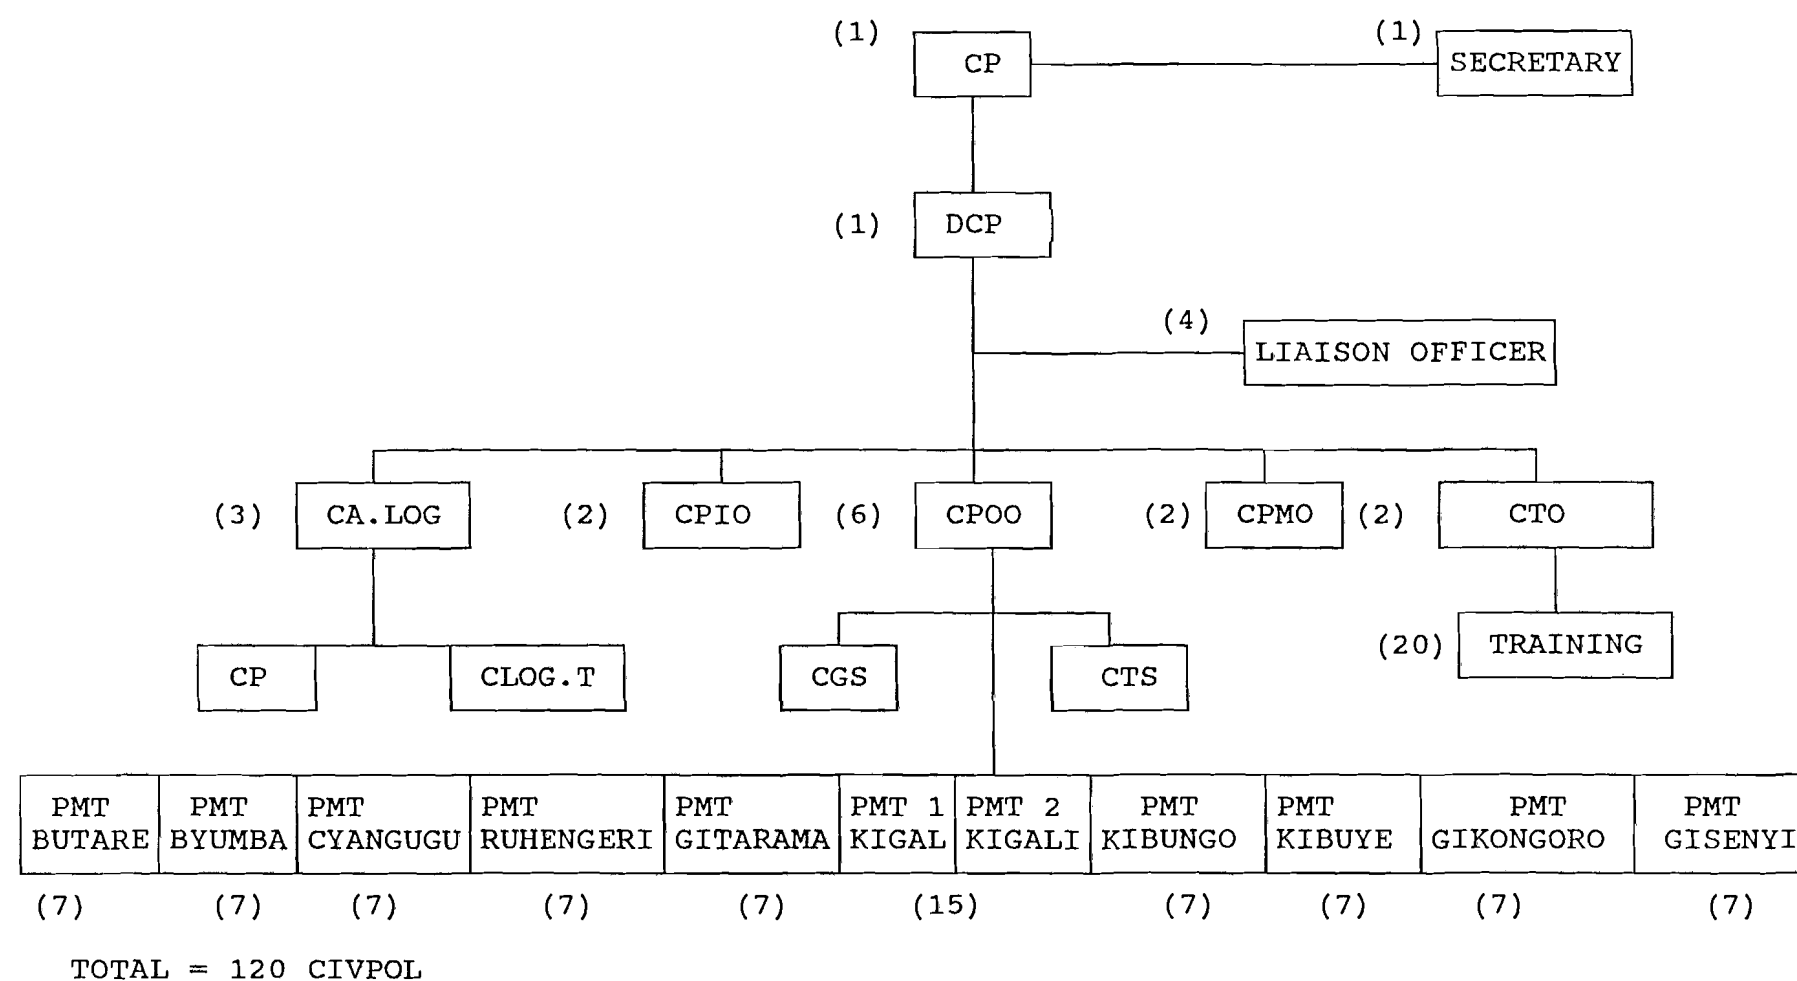 (1) CP (1) SECRETARY
(1) DCP
(4) LIAISON OFFICER
(3) CA.LOG (2) CPIO (6) CPOO (2) CPMO (2) CTO
CP CLOG.T CGS CTS (20) TRAINING
PMT PMT PMT PMT PMT PMT 1 PMT 2 PMT PMT PMT PMT
BUTARE BYUMBA CYANGUGU RUHENGERI GITARAMA KIGAL KIGALI KIBUNGO KIBUYE GIKONGORO GISENYI
(7) (7) (7) (7) (7) (15) (7) (7) (7) (7)
TOTAL = 120 CIVPOL